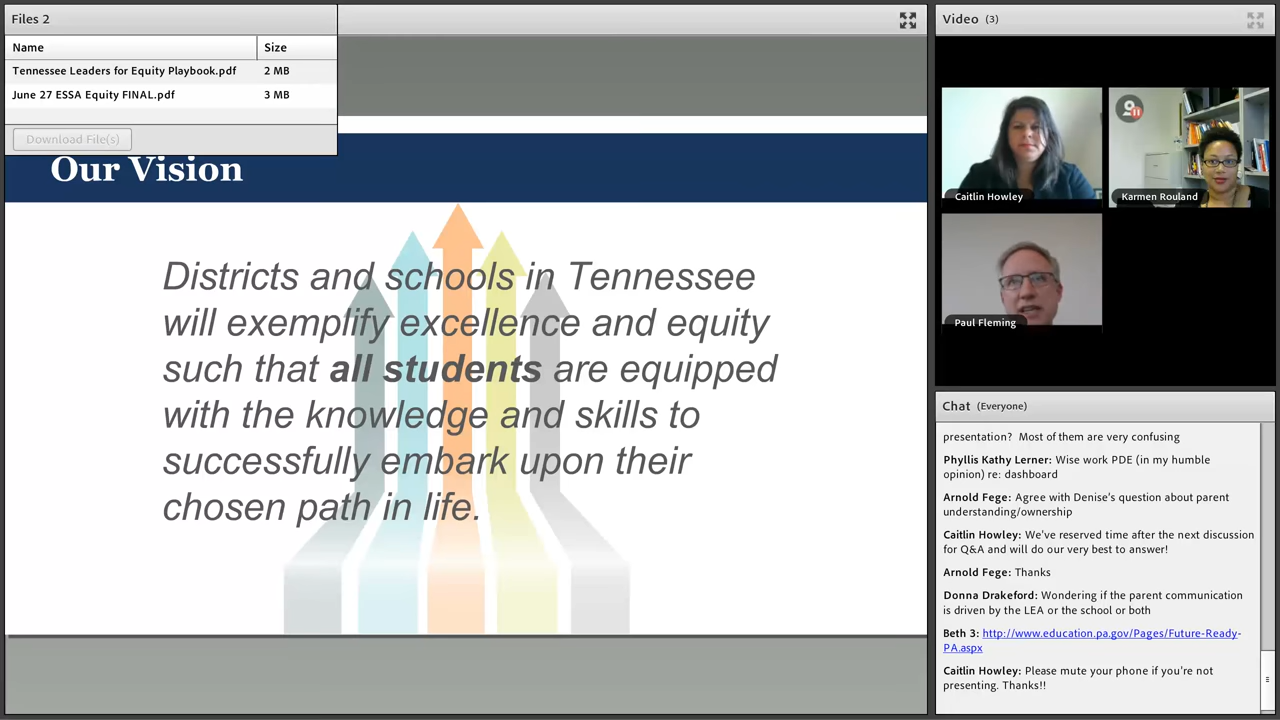 Files 2
Name Size
Tennessee Leaders for Equity Playbook.pdf 2 MB
June 27 ESSA Equity FINAL.pdf 3 MB
Download File(s)
Our Vision
Districts and schools in Tennessee
will exemplify excellence and equity
such that all students are equipped
with the knowledge and skills to
successfully embark upon their
chosen path in life.
Video (3)
Caitlin Howley
Karmen Rouland
Paul Fleming
Chat (Everyone)
presentation? Most of them are very confusing
Phyllis Kathy Lerner: Wise work PDE (in my humble
opinion) re: dashboard
Arnold Fege: Agree with Denise's question about parent
understanding/ownership
Caitlin Howley: We've reserved time after the next discussion
for Q&A and will do our very best to answer!
Arnold Fege: Thanks
Donna Drakeford: Wondering if the parent communication
is driven by the LEA or the school or both
Beth 3: http://www.education.pa.gov/Pages/Future-Ready-
PA.aspx
Caitlin Howley: Please mute your phone if you're not
presenting. Thanks!!